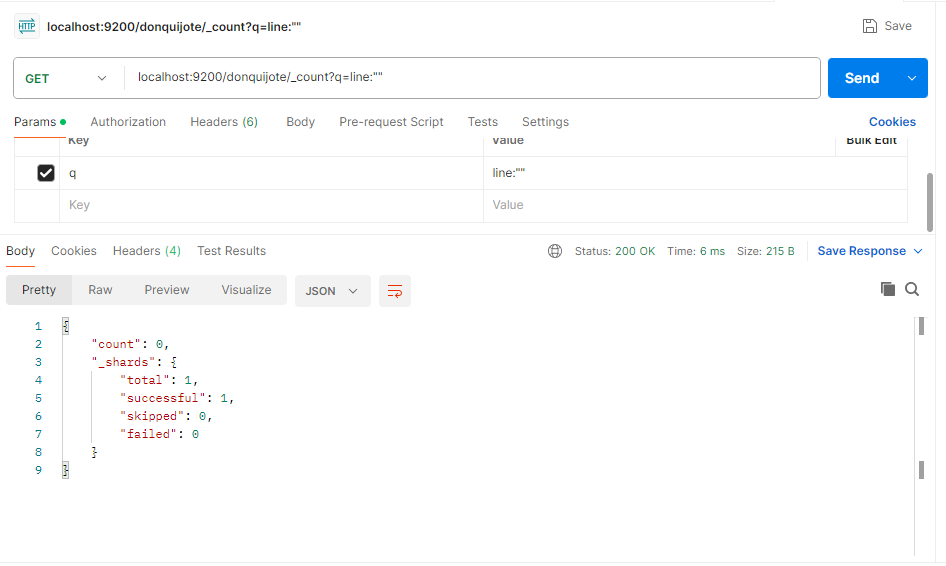 HTTP localhost:9200/donquijote/_count?q=line:"" Save
GET localhost:9200/donquijote/_count?q=line:"" Send
Params Authorization Headers (6) Body Pre-request Script Tests Settings Cookies
Key Value Bulk Edit
q line:""
Key Value
Body Cookies Headers (4) Test Results Status: 200 OK Time: 6 ms Size: 215 B Save Response
Pretty Raw Preview Visualize JSON
1 {
2 "count": 0,
3 "_shards": {
4 "total": 1,
5 "successful": 1,
6 "skipped": 0,
7 "failed": 0
8 }
9 }